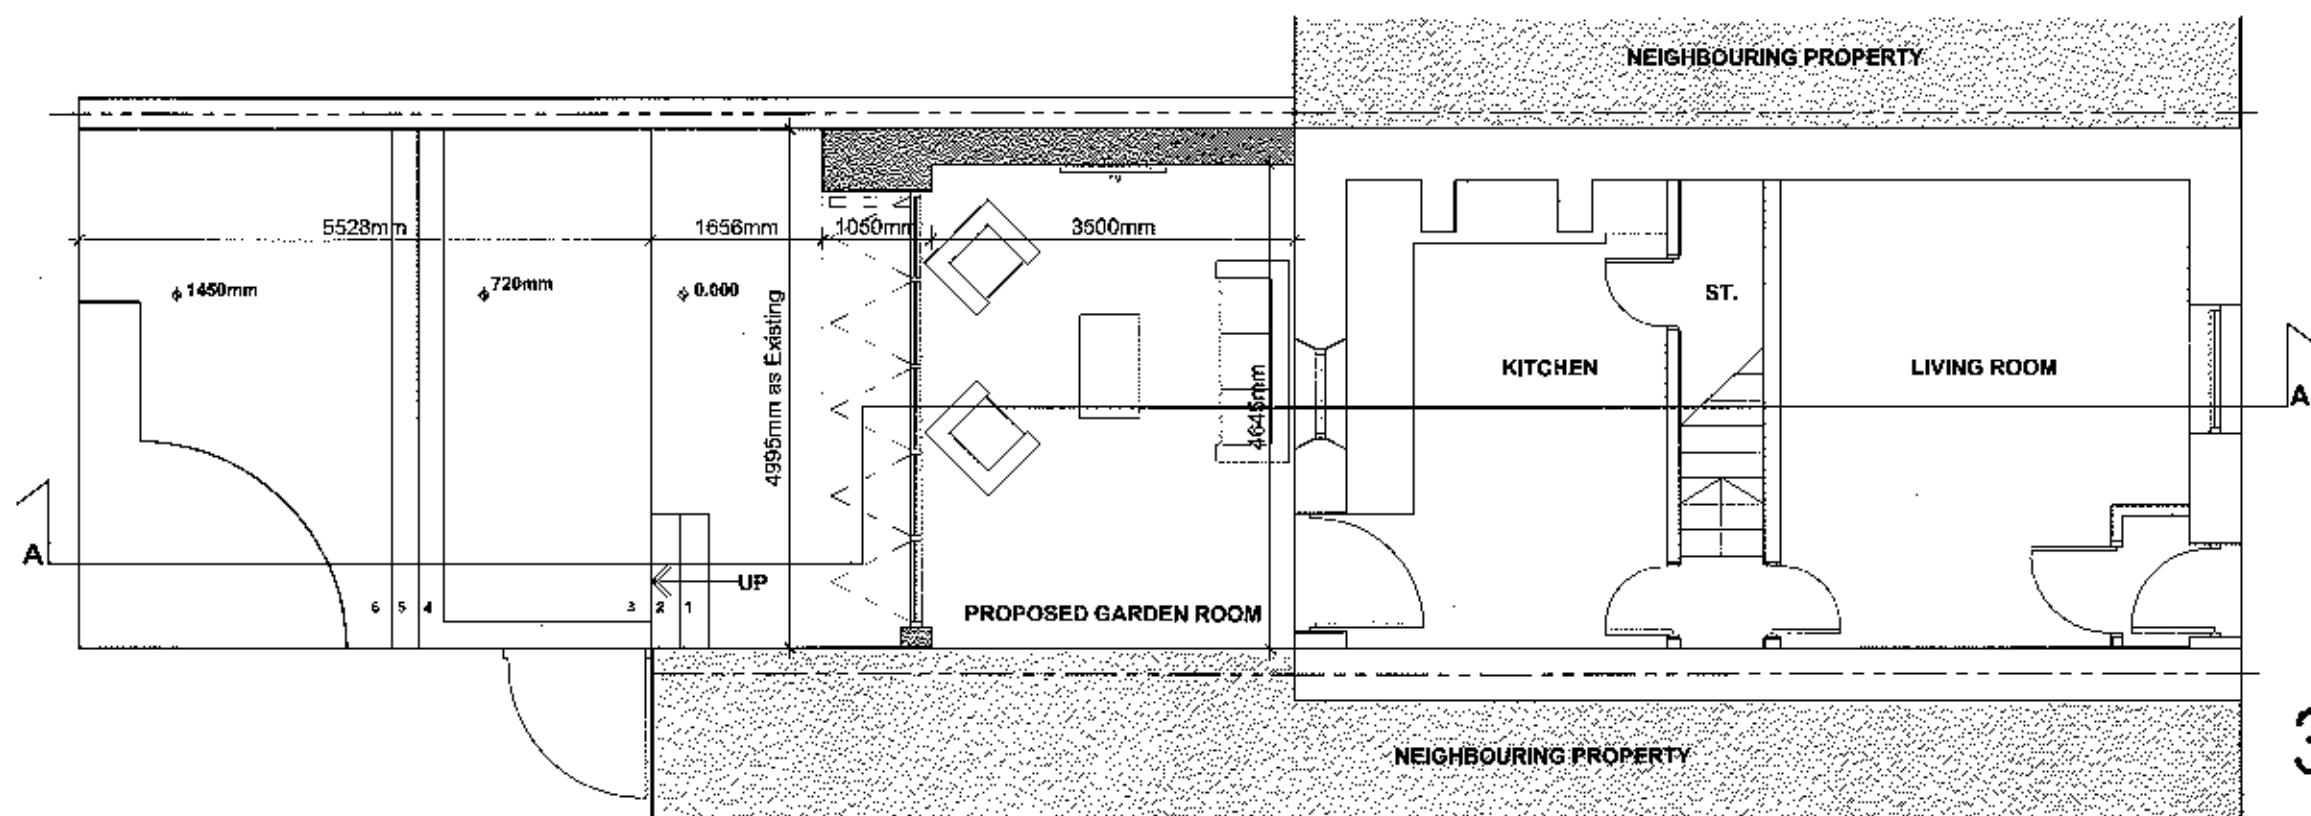 NEIGHBOURING PROPERTY
5528mm
1656mm
1050mm
3500mm
1450mm
720mm
0.000
4995mm as Existing
4645mm
TV
ST.
KITCHEN
LIVING ROOM
A
A
6 5 4
3 2 1
UP
PROPOSED GARDEN ROOM
NEIGHBOURING PROPERTY